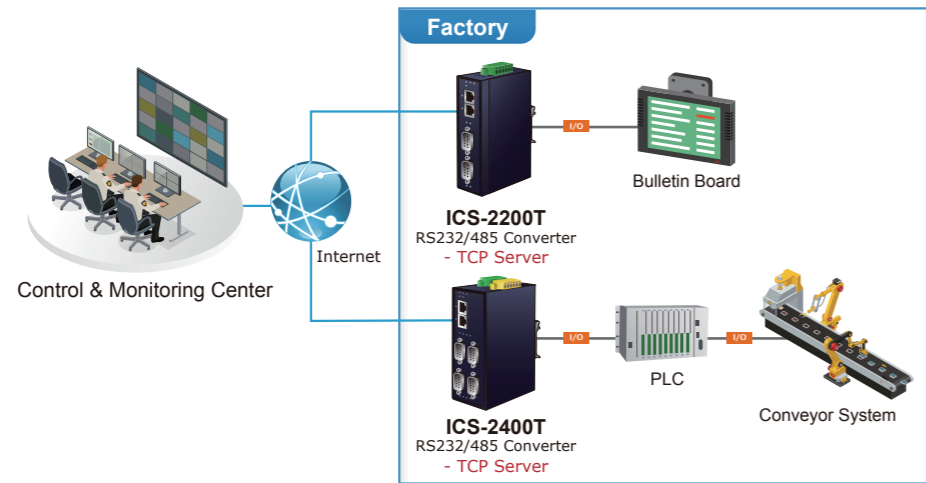 Factory
I/O
Bulletin Board
ICS-2200T
RS232/485 Converter
- TCP Server
Internet
Control & Monitoring Center
I/O
I/O
PLC
Conveyor System
ICS-2400T
RS232/485 Converter
- TCP Server